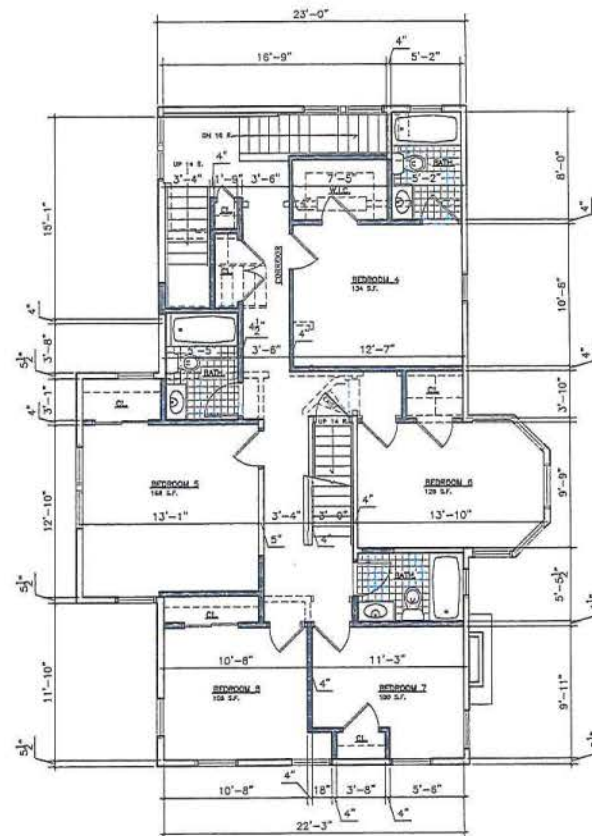 23'-0"
16'-9"
4"
5'-2"
DN 16 R.
UP 14 R.
4"
3'-4"
1'-9"
3'-6"
7'-5"
W.I.C.
BATH
5'-2"
8'-0"
4"
15'-1"
CL
CL
CORRIDOR
BEDROOM 4
134 S.F.
10'-8"
4"
4"
3'-8"
5½"
5'-5"
4½"
3'-6"
4"
12'-7"
BATH
3'-1"
4"
CL
CL
3'-10"
UP 14 R.
BEDROOM 5
168 S.F.
BEDROOM 6
129 S.F.
9'-9"
12'-10"
13'-1"
3'-4"
3'-0"
4"
13'-10"
5"
4"
BATH
5'-5½"
5½"
CL
10'-8"
11'-3"
4"
BEDROOM 8
BEDROOM 7
100 S.F.
11'-10"
9'-11"
CL
5½"
10'-8"
4"
18"
3'-8"
5'-6"
4"
4"
22'-3"